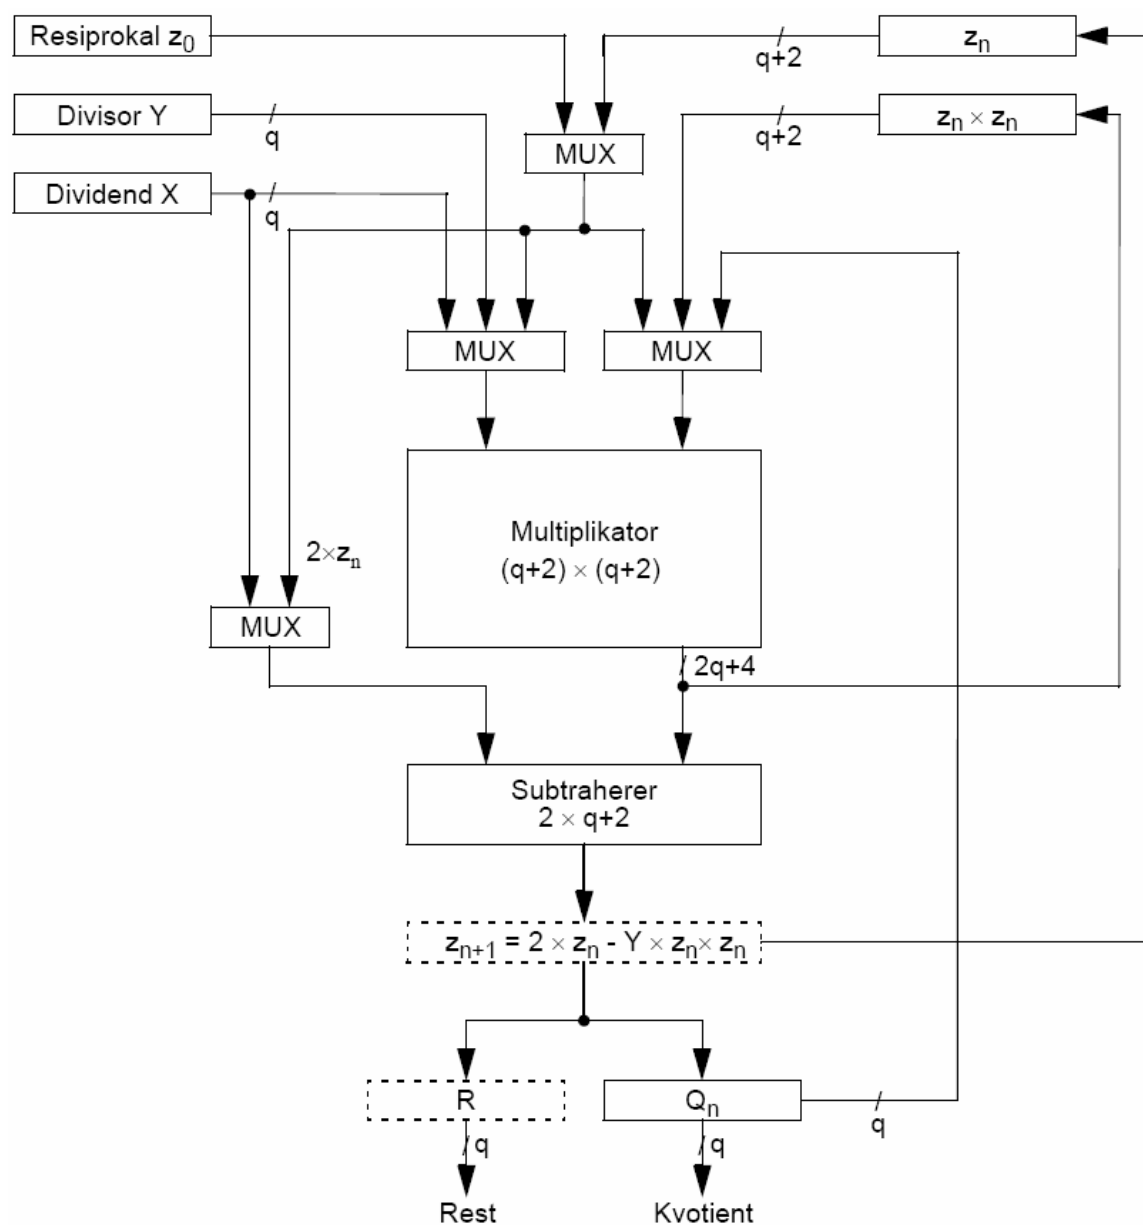 Resiprokal z0
zn
q+2
Divisor Y
q
zn × zn
q+2
MUX
Dividend X
q
MUX
MUX
Multiplikator
(q+2) × (q+2)
2×zn
MUX
2q+4
Subtraherer
2 × q+2
zn+1 = 2 × zn - Y × zn× zn
R
Qn
q
q
q
Rest
Kvotient